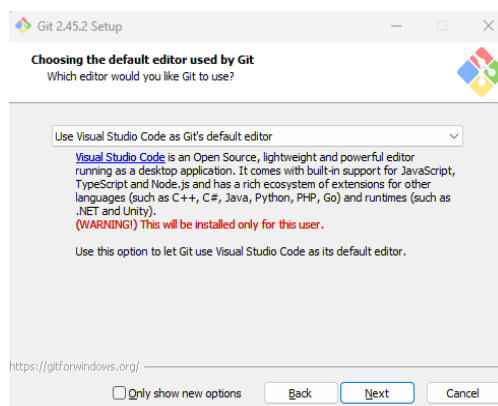 Git 2.45.2 Setup
Choosing the default editor used by Git
Which editor would you like Git to use?
Use Visual Studio Code as Git's default editor
Visual Studio Code is an Open Source, lightweight and powerful editor
running as a desktop application. It comes with built-in support for JavaScript,
TypeScript and Node.js and has a rich ecosystem of extensions for other
languages (such as C++, C#, Java, Python, PHP, Go) and runtimes (such as
.NET and Unity).
(WARNING!) This will be installed only for this user.
Use this option to let Git use Visual Studio Code as its default editor.
https://gitforwindows.org/
Only show new options Back Next Cancel